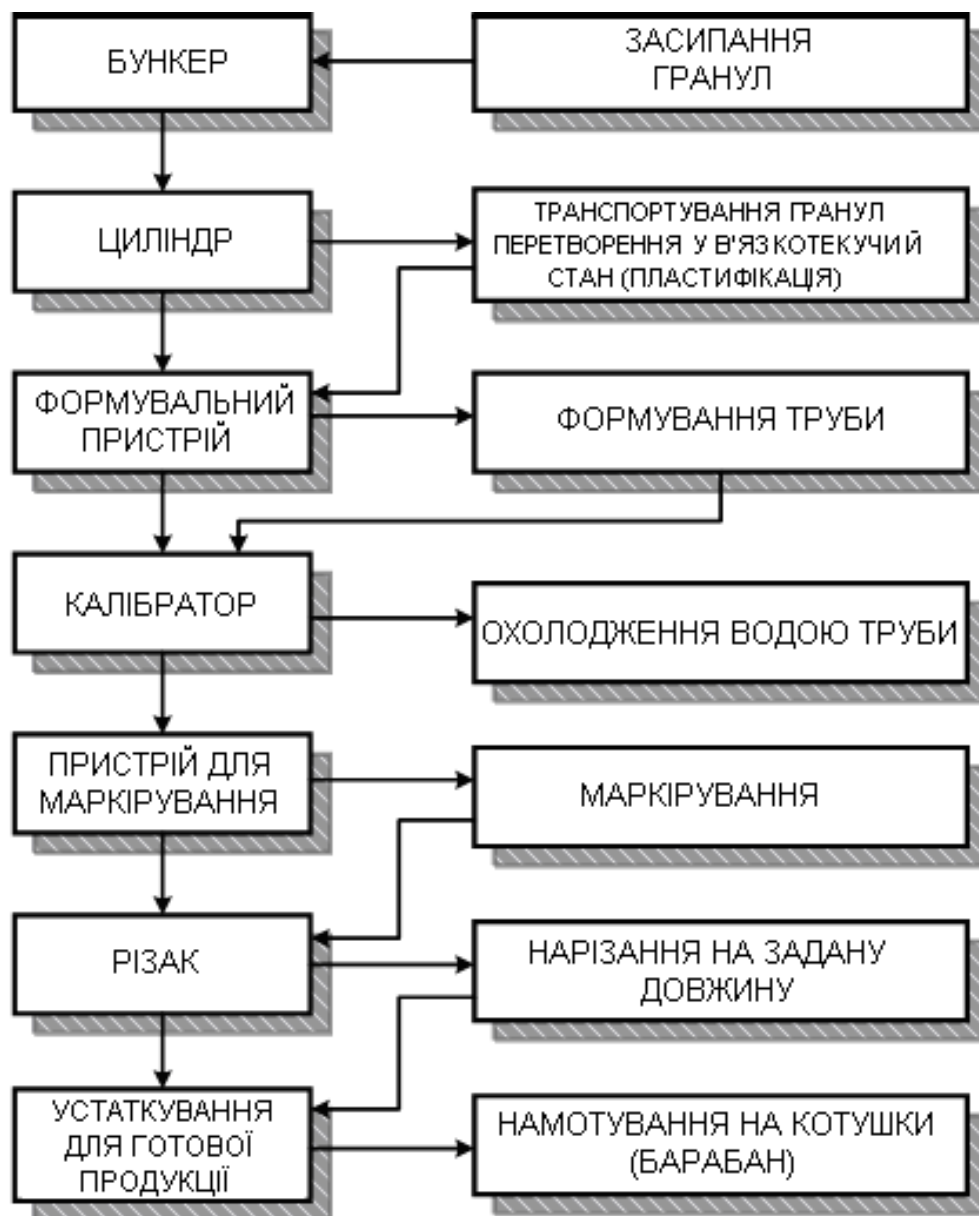 БУНКЕР
ЗАСИПАННЯ
ГРАНУЛ
ЦИЛІНДР
ТРАНСПОРТУВАННЯ ГРАНУЛ
ПЕРЕТВОРЕННЯ У В'ЯЗКОТЕКУЧИЙ
СТАН (ПЛАСТИФІКАЦІЯ)
ФОРМУВАЛЬНИЙ
ПРИСТРІЙ
ФОРМУВАННЯ ТРУБИ
КАЛІБРАТОР
ОХОЛОДЖЕННЯ ВОДОЮ ТРУБИ
ПРИСТРІЙ ДЛЯ
МАРКІРУВАННЯ
МАРКІРУВАННЯ
РІЗАК
НАРІЗАННЯ НА ЗАДАНУ
ДОВЖИНУ
УСТАТКУВАННЯ
ДЛЯ ГОТОВОЇ
ПРОДУКЦІЇ
НАМОТУВАННЯ НА КОТУШКИ
(БАРАБАН)